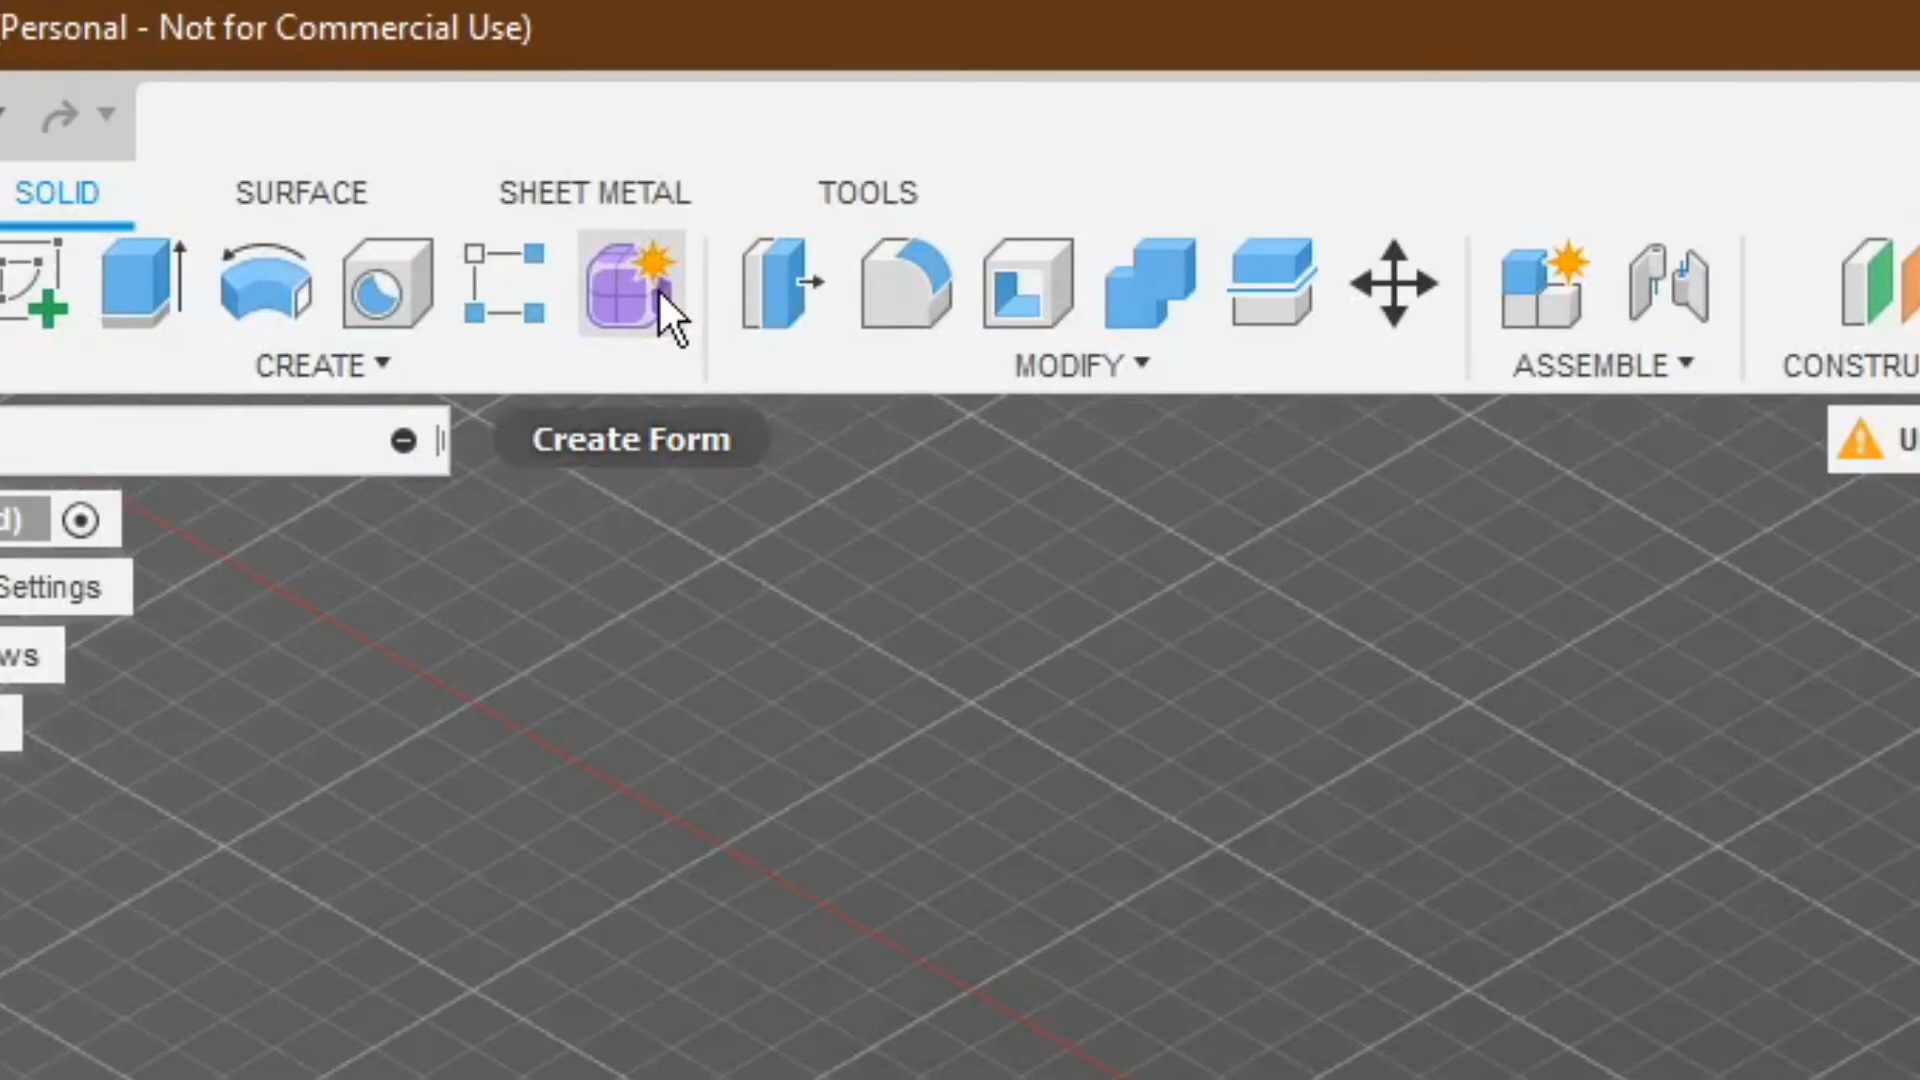 (Personal - Not for Commercial Use)
SOLID SURFACE SHEET METAL TOOLS
CREATE MODIFY ASSEMBLE CONSTRU
Create Form
U
d)
Settings
ws